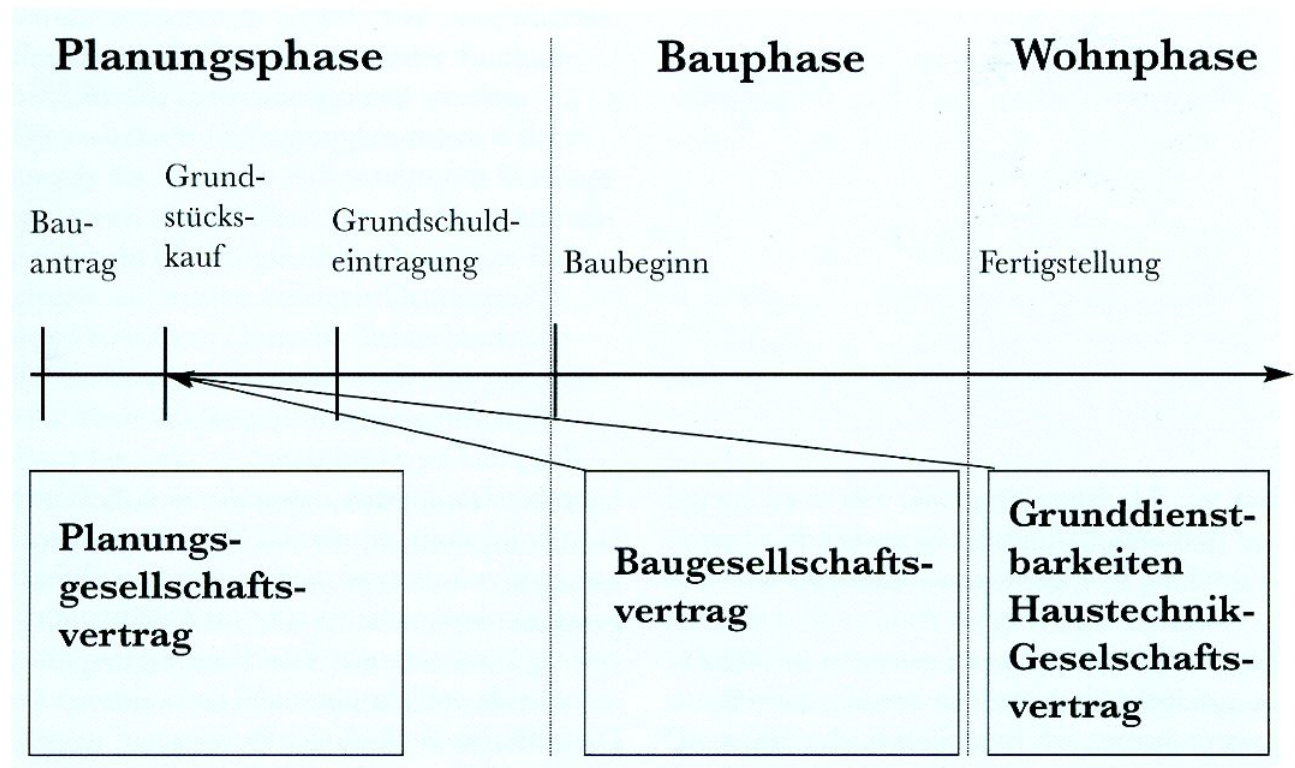 Planungsphase
Bauphase
Wohnphase
Bau-
antrag
Grund-
stücks-
kauf
Grundschuld-
eintragung
Baubeginn
Fertigstellung
Planungs-
gesellschafts-
vertrag
Baugesellschafts-
vertrag
Grunddienst-
barkeiten
Haustechnik-
Geselschafts-
vertrag